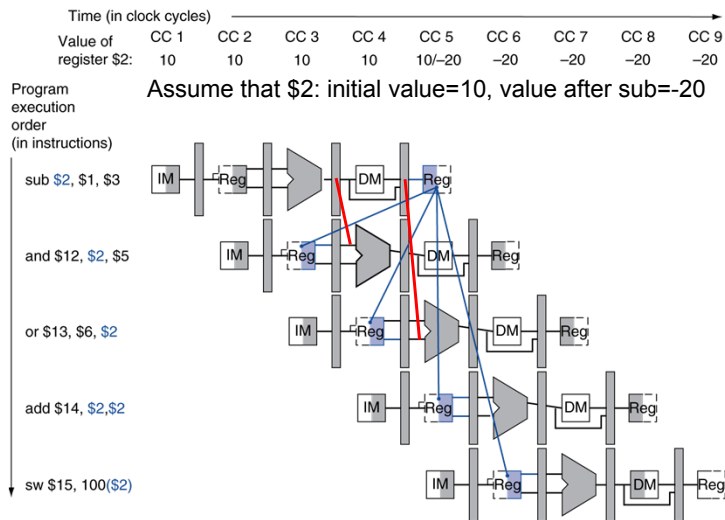 Time (in clock cycles)
CC 1 CC 2 CC 3 CC 4 CC 5 CC 6 CC 7 CC 8 CC 9
Value of
register $2: 10 10 10 10 10/–20 –20 –20 –20 –20
Assume that $2: initial value=10, value after sub=-20
Program
execution
order
(in instructions)
sub $2, $1, $3 IM Reg DM Reg
and $12, $2, $5 IM Reg DM Reg
or $13, $6, $2 IM Reg DM Reg
add $14, $2,$2 IM Reg DM Reg
sw $15, 100($2) IM Reg DM Reg